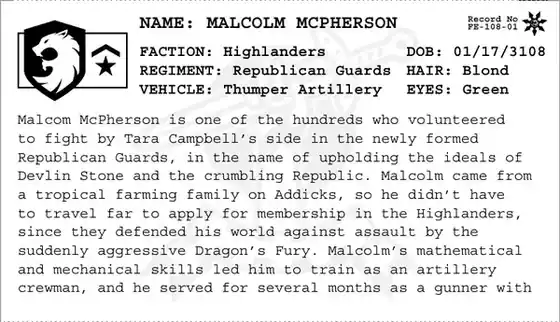 NAME: MALCOLM MCPHERSON
Record No
FE-108-01
FACTION: Highlanders DOB: 01/17/3108
REGIMENT: Republican Guards HAIR: Blond
VEHICLE: Thumper Artillery EYES: Green
Malcom McPherson is one of the hundreds who volunteered
to fight by Tara Campbell's side in the newly formed
Republican Guards, in the name of upholding the ideals of
Devlin Stone and the crumbling Republic. Malcolm came from
a tropical farming family on Addicks, so he didn't have
to travel far to apply for membership in the Highlanders,
since they defended his world against assault by the
suddenly aggressive Dragon's Fury. Malcolm's mathematical
and mechanical skills led him to train as an artillery
crewman, and he served for several months as a gunner with